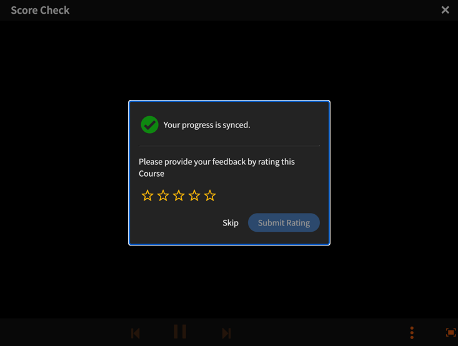 Score Check
Your progress is synced.
Please provide your feedback by rating this
Course
Skip
Submit Rating